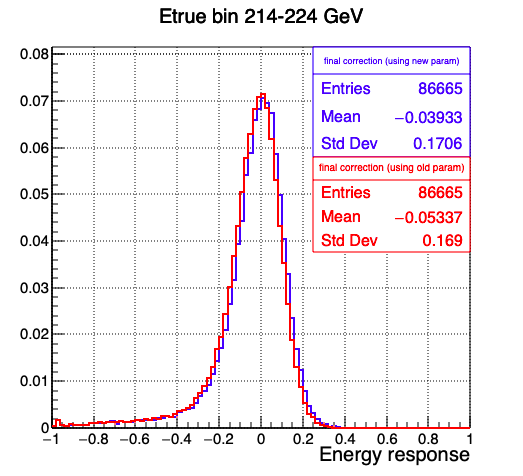 Etrue bin 214-224 GeV
final correction (using new param)
Entries 86665
Mean −0.03933
Std Dev 0.1706
final correction (using old param)
Entries 86665
Mean −0.05337
Std Dev 0.169
0.08
0.07
0.06
0.05
0.04
0.03
0.02
0.01
0
−1 −0.8 −0.6 −0.4 −0.2 0 0.2 0.4 0.6 0.8 1
Energy response